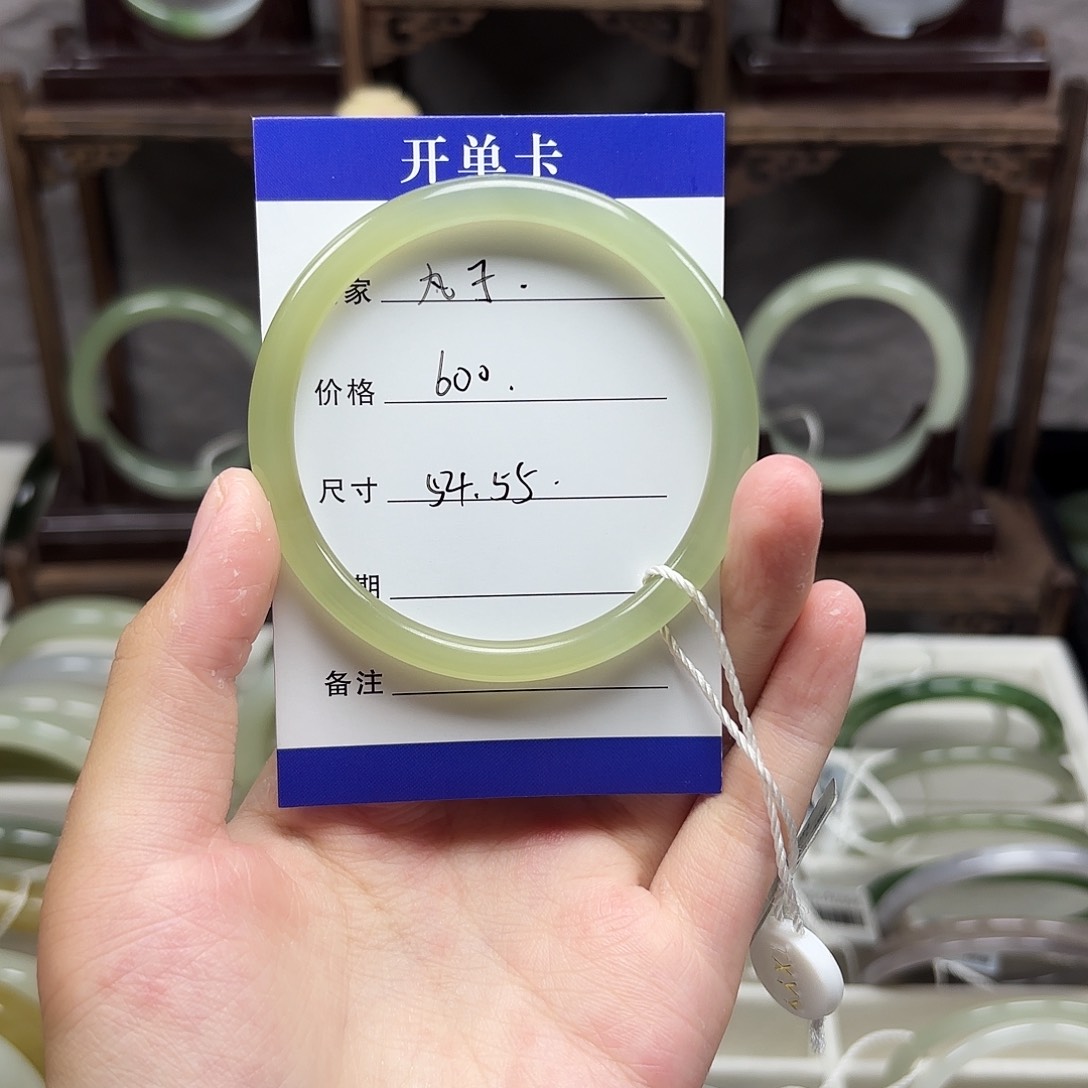 开单卡
家 丸子.
价格 600.
尺寸 54.55.
期
备注